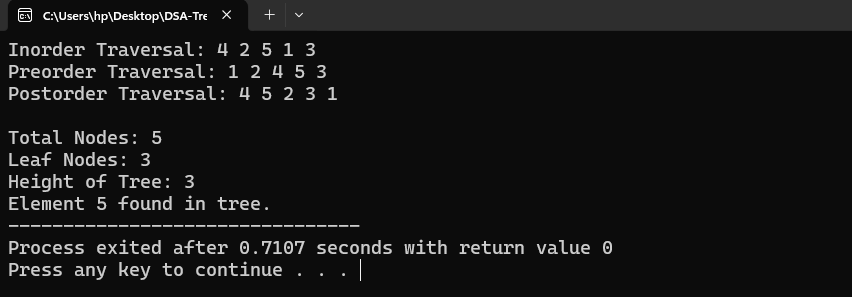 C:\Users\hp\Desktop\DSA-Tre
Inorder Traversal: 4 2 5 1 3
Preorder Traversal: 1 2 4 5 3
Postorder Traversal: 4 5 2 3 1
Total Nodes: 5
Leaf Nodes: 3
Height of Tree: 3
Element 5 found in tree.
--------------------------------
Process exited after 0.7107 seconds with return value 0
Press any key to continue . . .